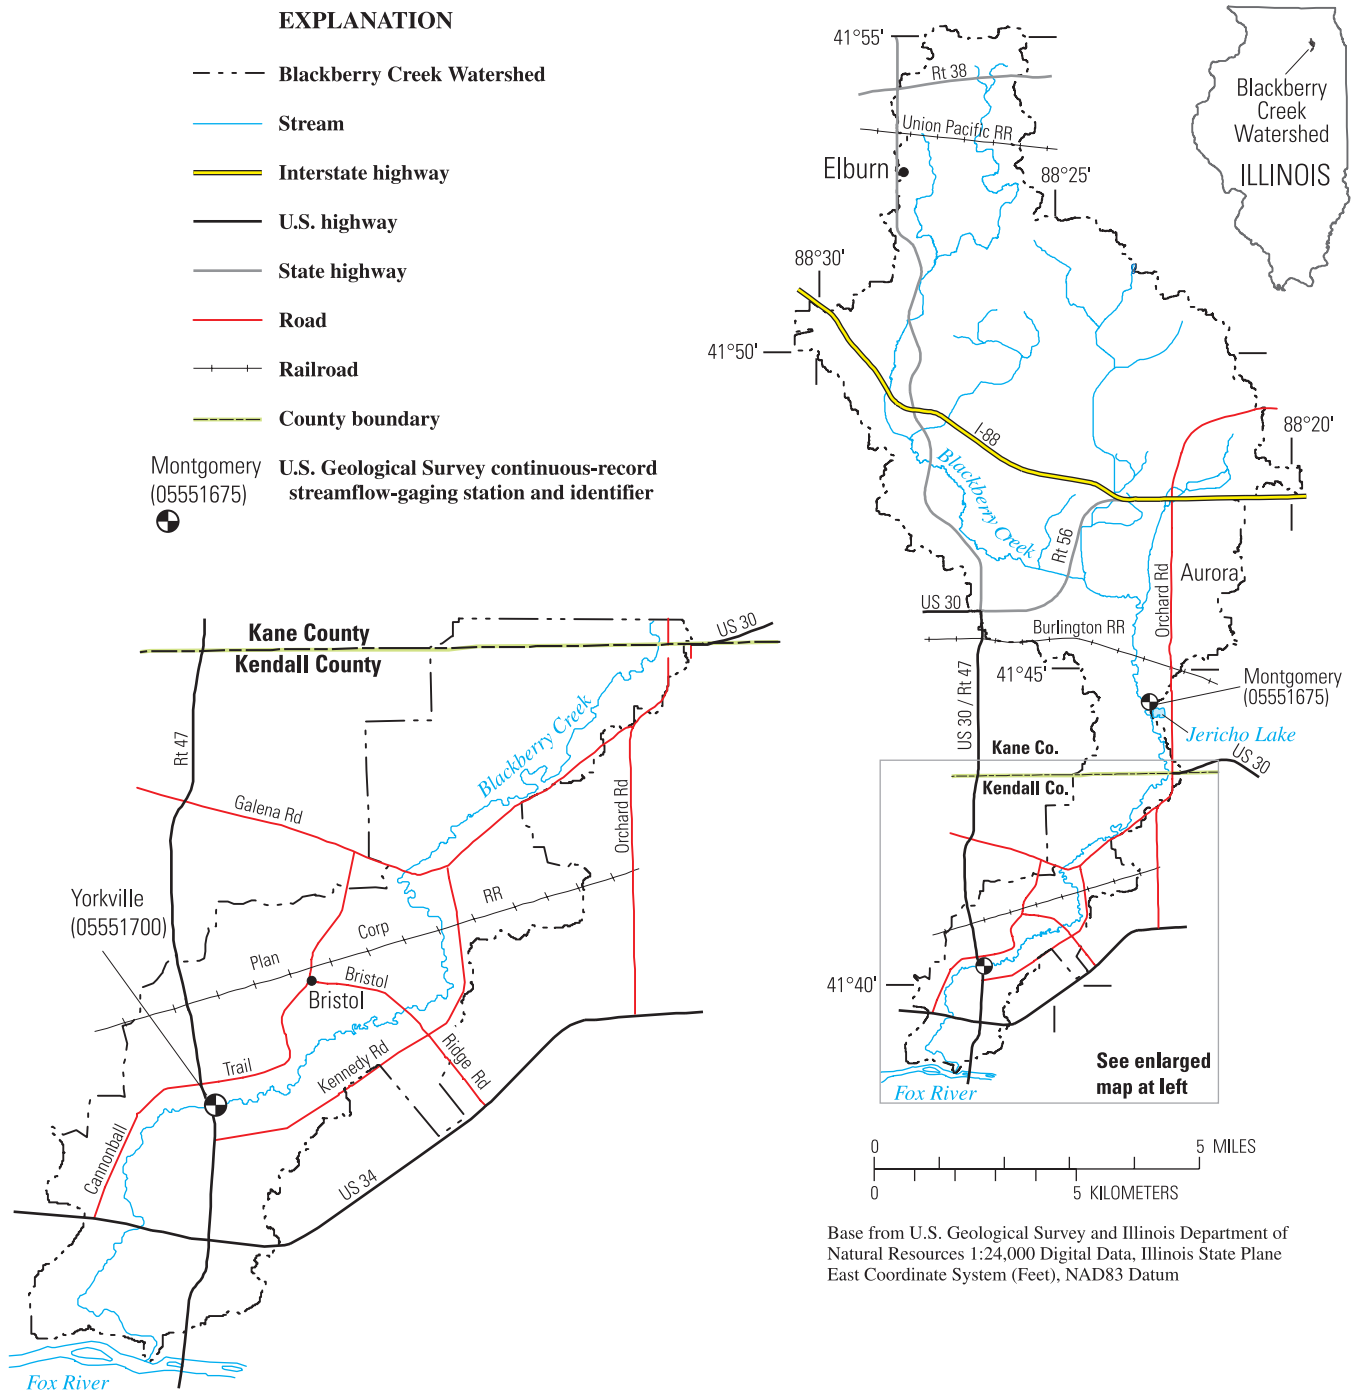 EXPLANATION
Blackberry Creek Watershed
Stream
Interstate highway
U.S. highway
State highway
Road
Railroad
County boundary
Montgomery
(05551675)
U.S. Geological Survey continuous-record
streamflow-gaging station and identifier
41°55'
Rt 38
Union Pacific RR
Elburn
88°25'
88°30'
41°50'
I-88
88°20'
Blackberry Creek
Rt 56
Orchard Rd
Aurora
US 30
Burlington RR
41°45'
US 30 / Rt 47
Montgomery
(05551675)
Jericho Lake
Kane Co.
US 30
Kendall Co.
41°40'
See enlarged
map at left
Fox River
Blackberry
Creek
Watershed
ILLINOIS
0
5 MILES
0
5 KILOMETERS
Base from U.S. Geological Survey and Illinois Department of
Natural Resources 1:24,000 Digital Data, Illinois State Plane
East Coordinate System (Feet), NAD83 Datum
Kane County
Kendall County
US 30
Rt 47
Blackberry Creek
Galena Rd
Orchard Rd
Yorkville
(05551700)
Plan
Corp
RR
Bristol
Bristol
Ridge Rd
Trail
Kennedy Rd
Cannonball
US 34
Fox River